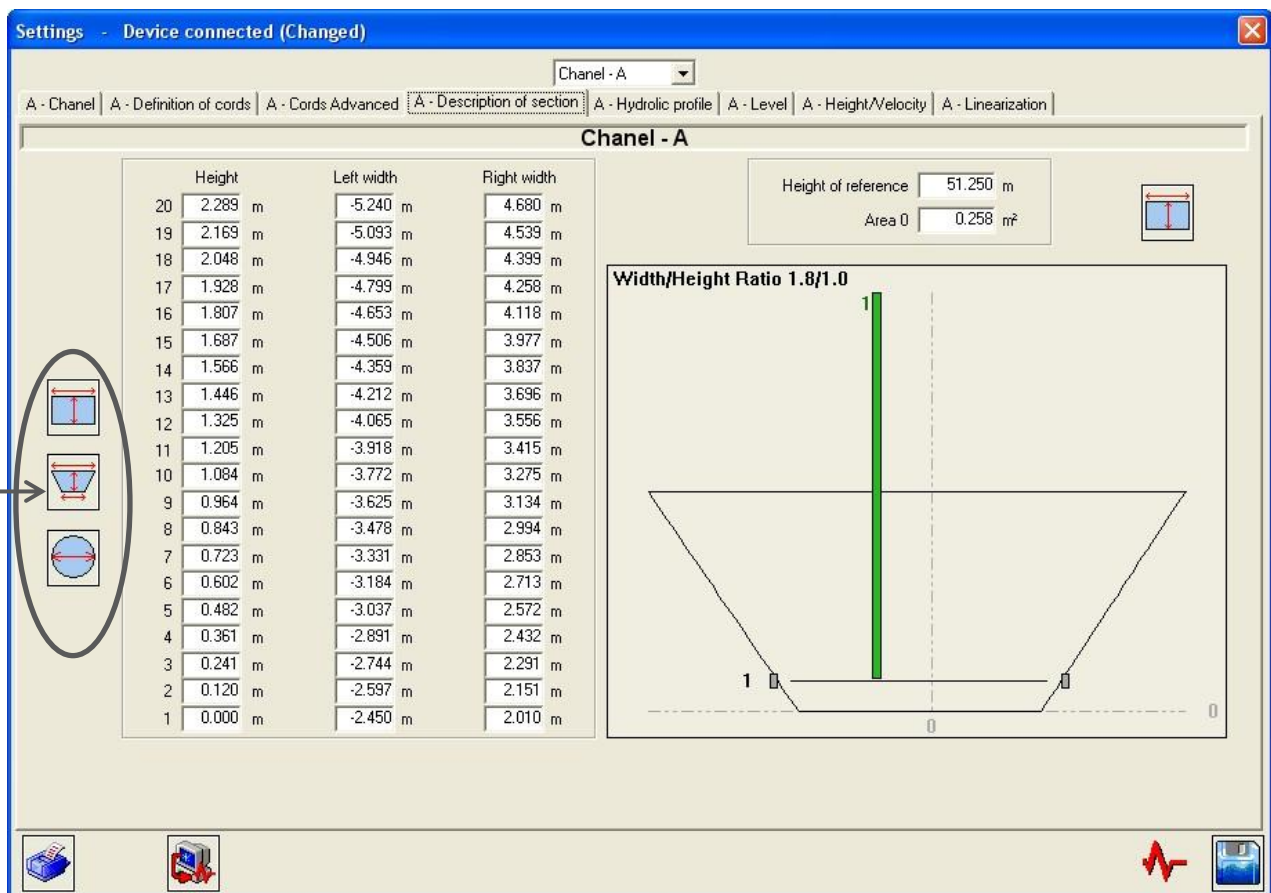 Settings - Device connected (Changed)
Chanel - A
A - Chanel A - Definition of cords A - Cords Advanced A - Description of section A - Hydrolic profile A - Level A - Height/Velocity A - Linearization
Chanel - A
Height Left width Right width
20 2.289 m -5.240 m 4.680 m
19 2.169 m -5.093 m 4.539 m
18 2.048 m -4.946 m 4.399 m
17 1.928 m -4.799 m 4.258 m
16 1.807 m -4.653 m 4.118 m
15 1.687 m -4.506 m 3.977 m
14 1.566 m -4.359 m 3.837 m
13 1.446 m -4.212 m 3.696 m
12 1.325 m -4.065 m 3.556 m
11 1.205 m -3.918 m 3.415 m
10 1.084 m -3.772 m 3.275 m
9 0.964 m -3.625 m 3.134 m
8 0.843 m -3.478 m 2.994 m
7 0.723 m -3.331 m 2.853 m
6 0.602 m -3.184 m 2.713 m
5 0.482 m -3.037 m 2.572 m
4 0.361 m -2.891 m 2.432 m
3 0.241 m -2.744 m 2.291 m
2 0.120 m -2.597 m 2.151 m
1 0.000 m -2.450 m 2.010 m
Height of reference 51.250 m
Area 0 0.258 m²
Width/Height Ratio 1.8/1.0
1
1
0
0